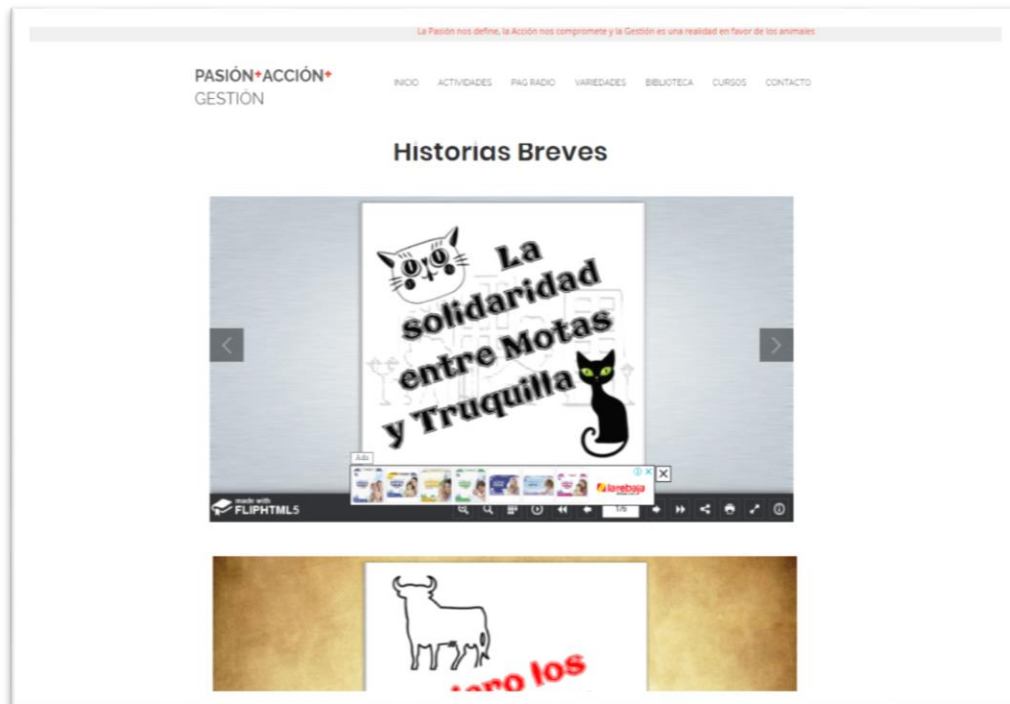 La Pasión nos define, la Acción nos compromete y la Gestión es una realidad en favor de los animales
PASIÓN+ACCIÓN+
GESTIÓN
INICIO ACTIVIDADES PAG RADIO VARIEDADES BIBLIOTECA CURSOS CONTACTO
Historias Breves
La
solidaridad
entre Motas
y Truquilla
Ads
larebaja
made with
FLIPHTML5
1/5
los